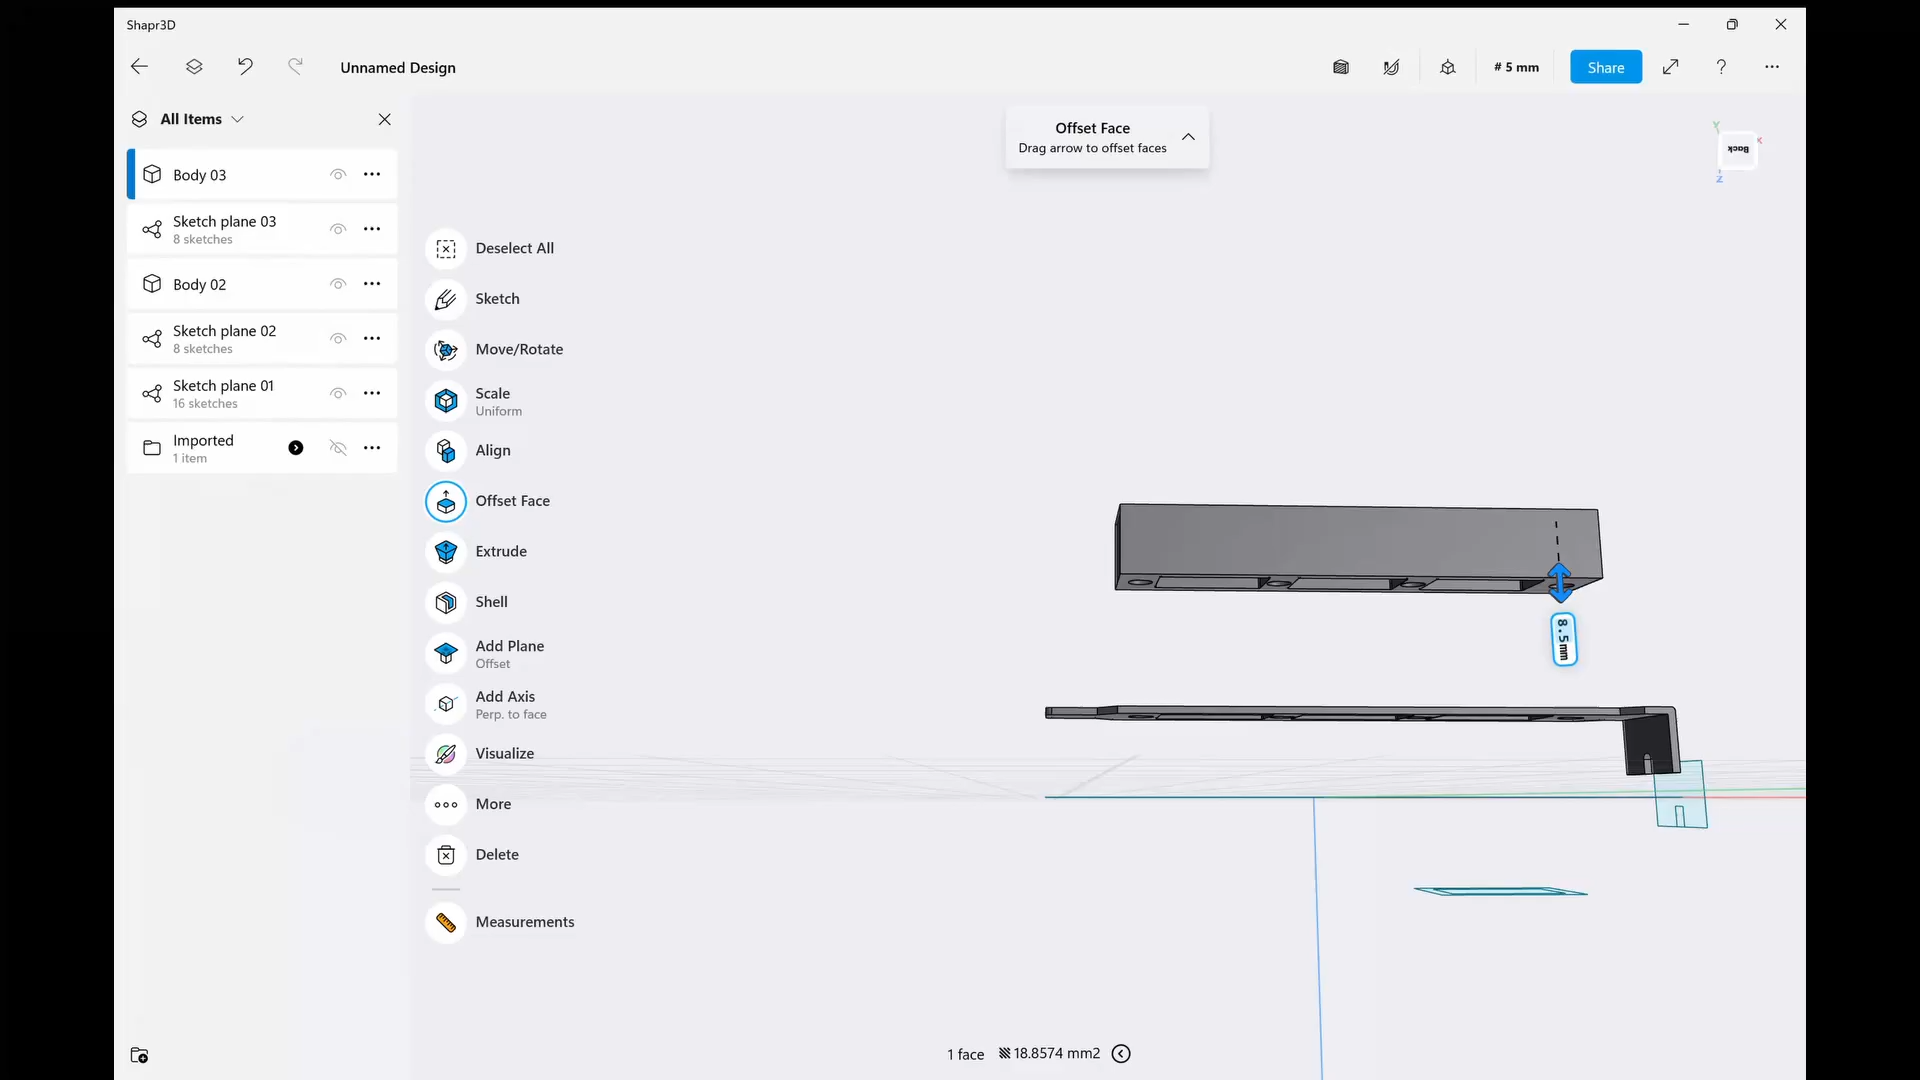 Shapr3D
Unnamed Design
# 5 mm
Share
?
All Items
Body 03
Sketch plane 03
8 sketches
Body 02
Sketch plane 02
8 sketches
Sketch plane 01
16 sketches
Imported
1 item
Offset Face
Drag arrow to offset faces
Y
X
Back
Z
Deselect All
Sketch
Move/Rotate
Scale
Uniform
Align
Offset Face
Extrude
Shell
Add Plane
Offset
Add Axis
Perp. to face
Visualize
More
Delete
Measurements
8.5mm
1 face 18.8574 mm2